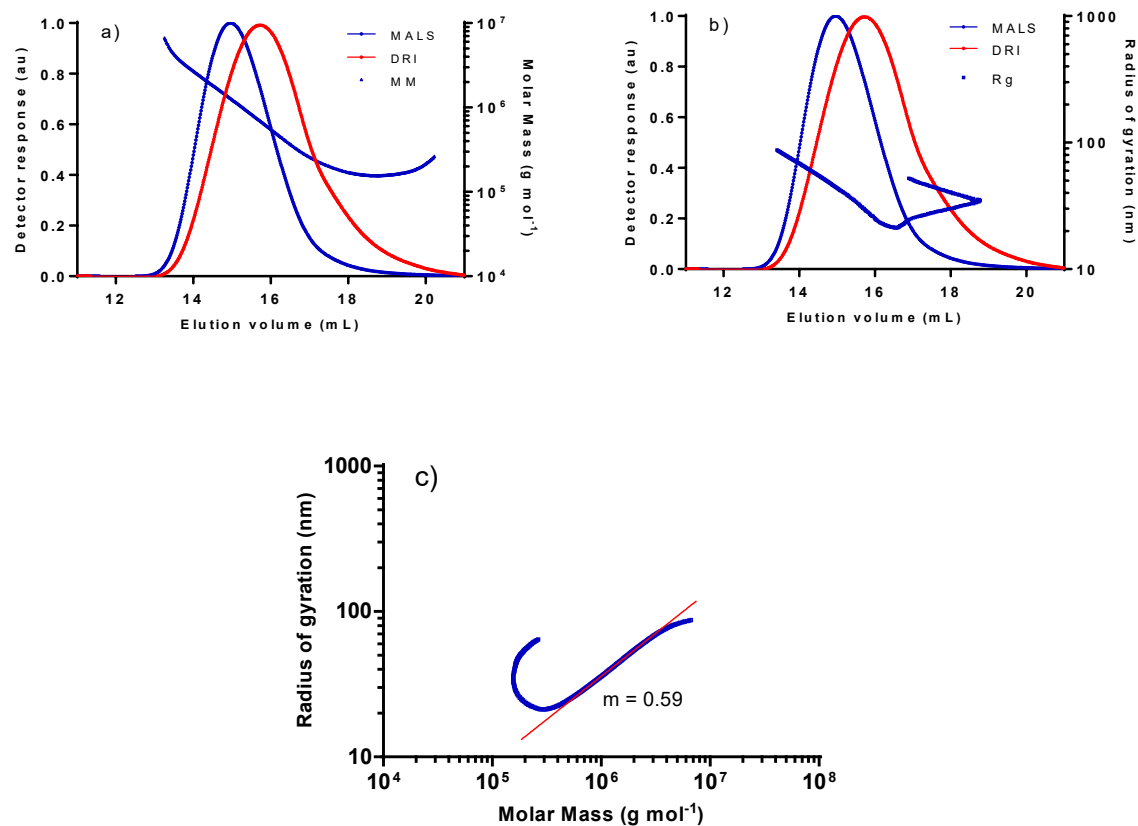 a)
MALS
DRI
MM
1.0
0.8
0.6
0.4
0.2
0.0
Detector response (au)
12 14 16 18 20
Elution volume (mL)
10⁷
10⁶
10⁵
10⁴
Molar Mass (g mol⁻¹)
b)
MALS
DRI
Rg
1.0
0.8
0.6
0.4
0.2
0.0
Detector response (au)
12 14 16 18 20
Elution volume (mL)
1000
100
10
Radius of gyration (nm)
c)
1000
100
10
Radius of gyration (nm)
m = 0.59
10⁴ 10⁵ 10⁶ 10⁷ 10⁸
Molar Mass (g mol⁻¹)